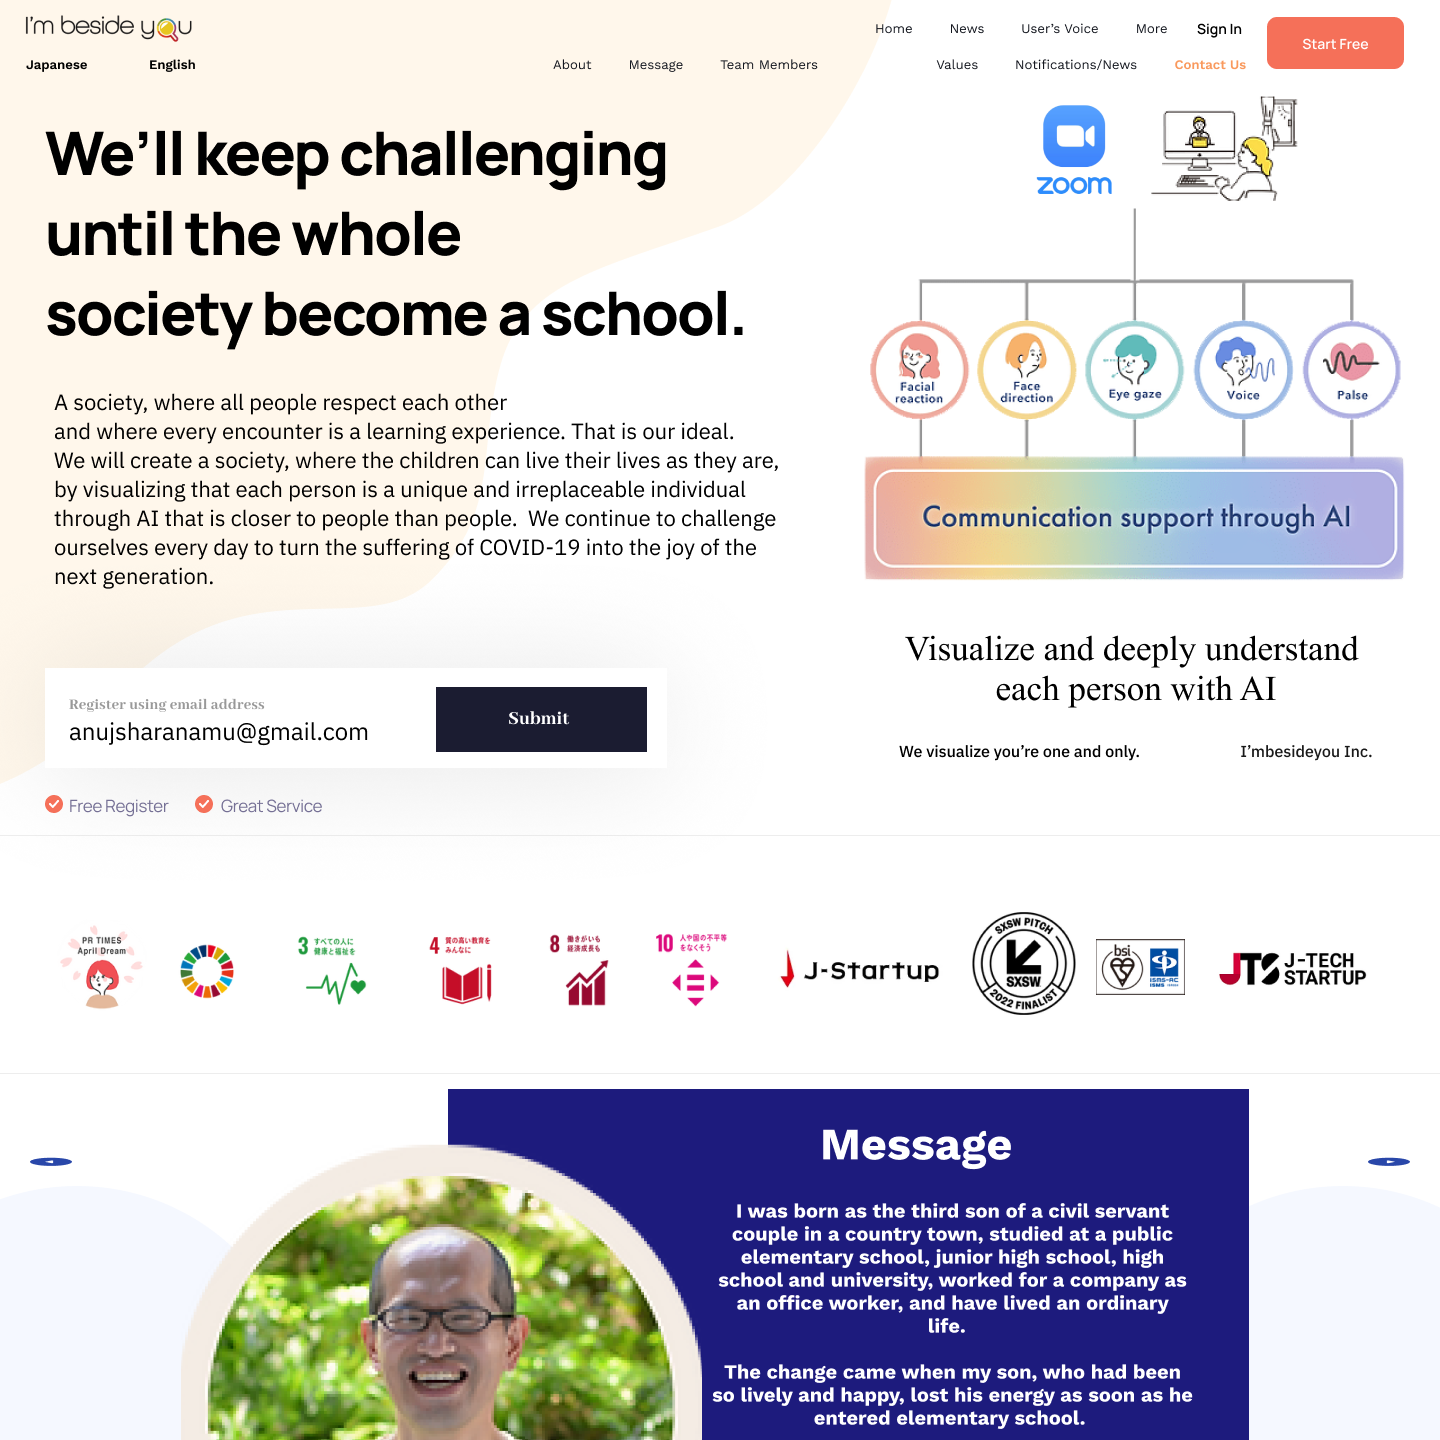 I'm beside you
Home News User's Voice More Sign In Start Free
Japanese English About Message Team Members Values Notifications/News Contact Us
We'll keep challenging
until the whole
society become a school.
A society, where all people respect each other
and where every encounter is a learning experience. That is our ideal.
We will create a society, where the children can live their lives as they are,
by visualizing that each person is a unique and irreplaceable individual
through AI that is closer to people than people.  We continue to challenge
ourselves every day to turn the suffering of COVID-19 into the joy of the
next generation.
Register using email address
anujsharanamu@gmail.com
Submit
Free Register Great Service
zoom
Facial
reaction
Face
direction
Eye gaze
Voice
Palse
Communication support through AI
Visualize and deeply understand
each person with AI
We visualize you're one and only. I'mbesideyou Inc.
PR TIMES
April Dream
3 すべての人に
健康と福祉を
4 質の高い教育を
みんなに
8 働きがいも
経済成長も
10 人や国の不平等
をなくそう
J-Startup
SXSW PITCH
SXSW
2022 FINALIST
bsi
ISMS-AC
ISMS
JTS J-TECH
STARTUP
Message
I was born as the third son of a civil servant
couple in a country town, studied at a public
elementary school, junior high school, high
school and university, worked for a company as
an office worker, and have lived an ordinary
life.
The change came when my son, who had been
so lively and happy, lost his energy as soon as he
entered elementary school.